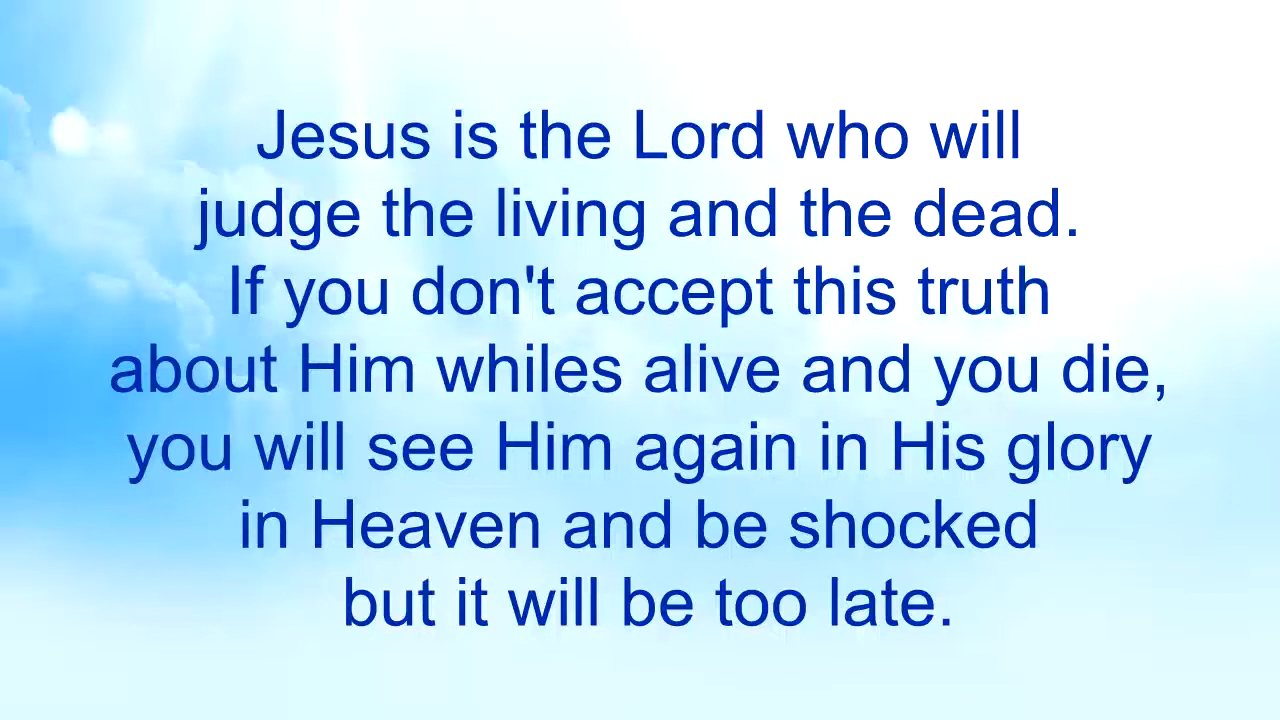 Jesus is the Lord who will
judge the living and the dead.
If you don't accept this truth
about Him whiles alive and you die,
you will see Him again in His glory
in Heaven and be shocked
but it will be too late.